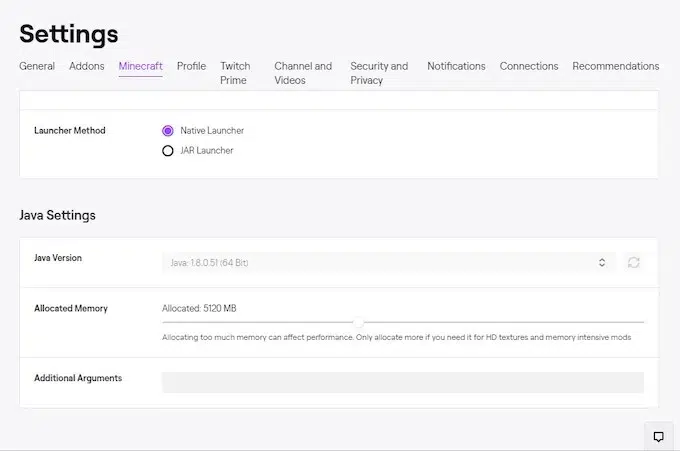 Settings
General Addons Minecraft Profile Twitch Prime Channel and Videos Security and Privacy Notifications Connections Recommendations
Launcher Method
Native Launcher
JAR Launcher
Java Settings
Java Version
Java: 1.8.0.51 (64 Bit)
Allocated Memory
Allocated: 5120 MB
Allocating too much memory can affect performance. Only allocate more if you need it for HD textures and memory intensive mods
Additional Arguments